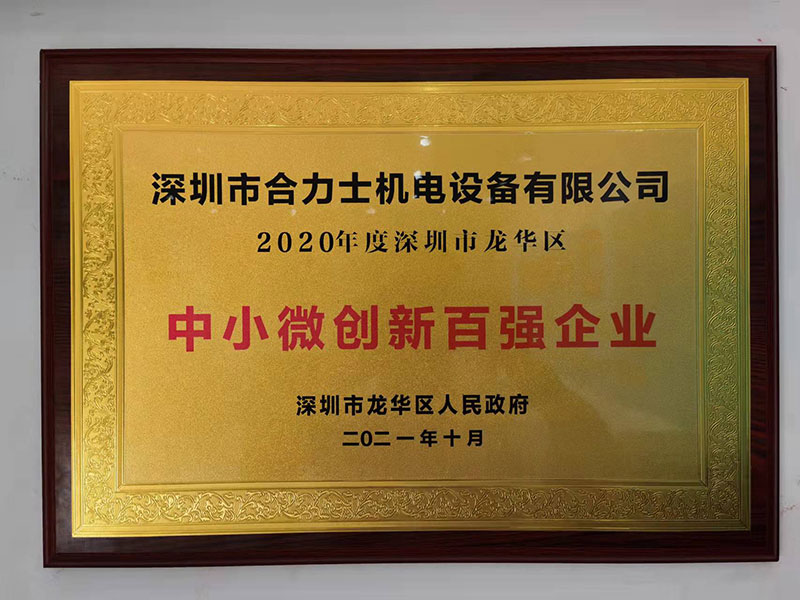 深圳市合力士机电设备有限公司
2020年度深圳市龙华区
中小微创新百强企业
深圳市龙华区人民政府
二〇二一年十月